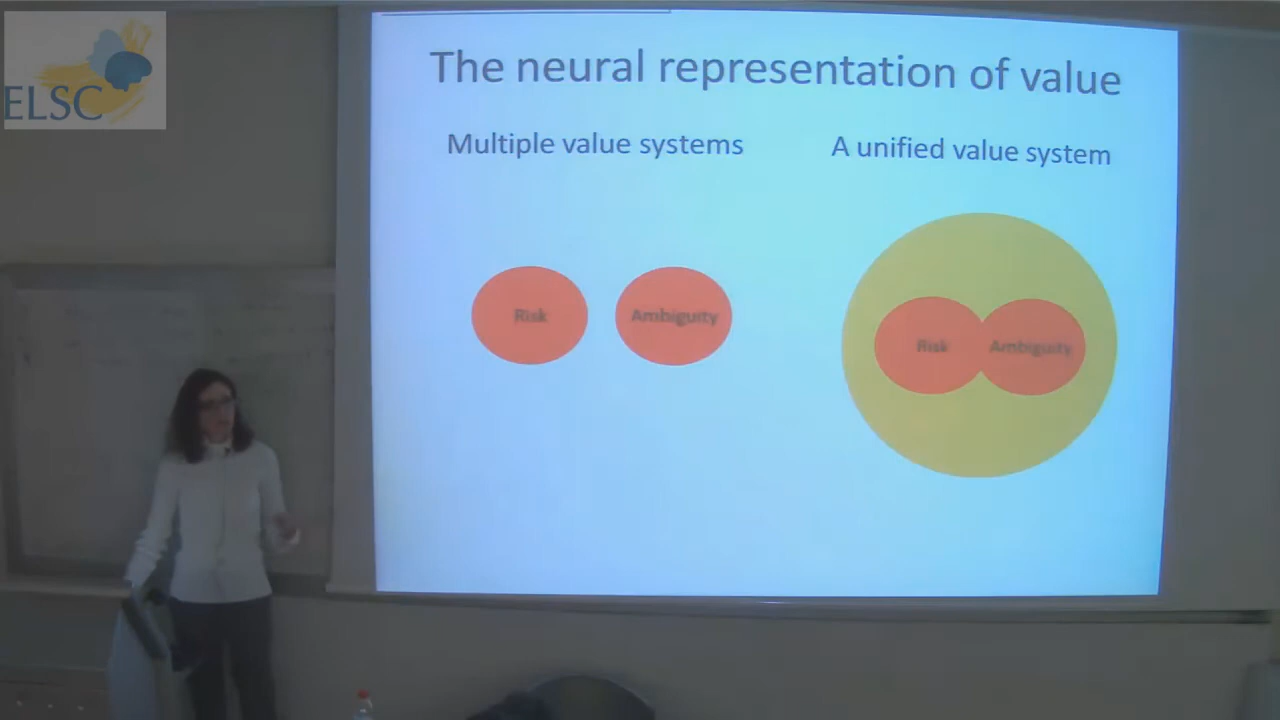 ELSC
The neural representation of value
Multiple value systems
A unified value system
Risk
Ambiguity
Risk
Ambiguity